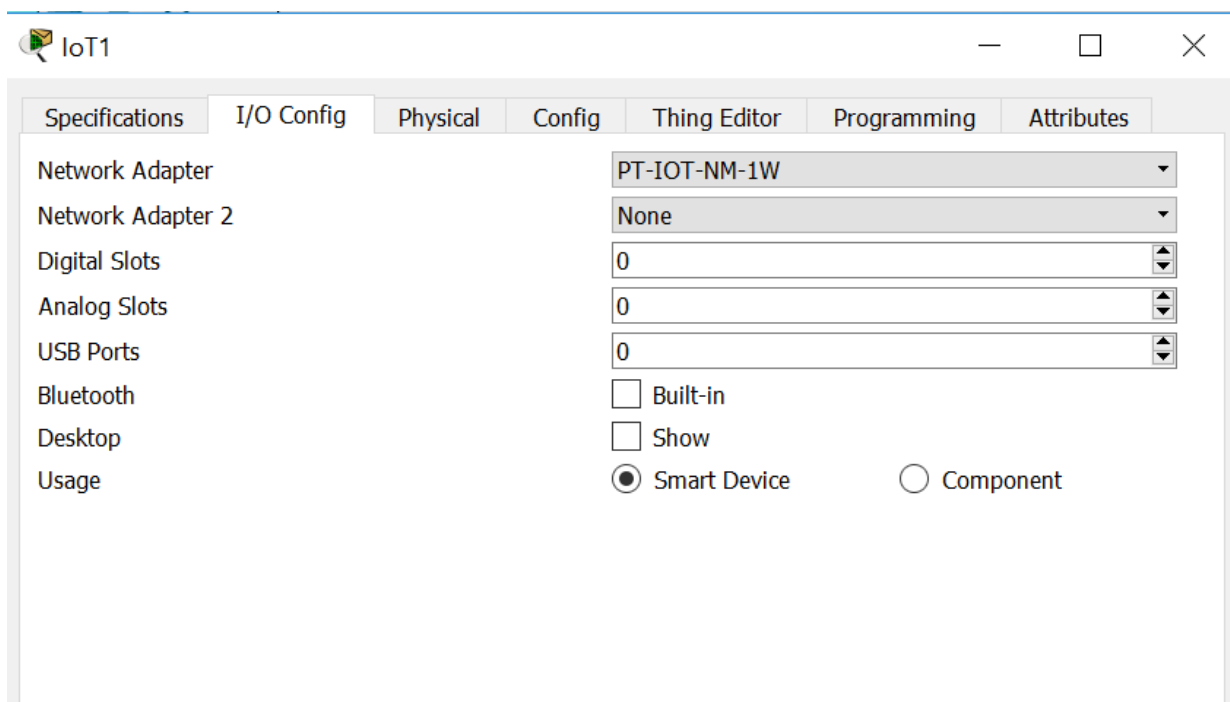 IoT1
Specifications I/O Config Physical Config Thing Editor Programming Attributes
Network Adapter PT-IOT-NM-1W
Network Adapter 2 None
Digital Slots 0
Analog Slots 0
USB Ports 0
Bluetooth Built-in
Desktop Show
Usage Smart Device Component